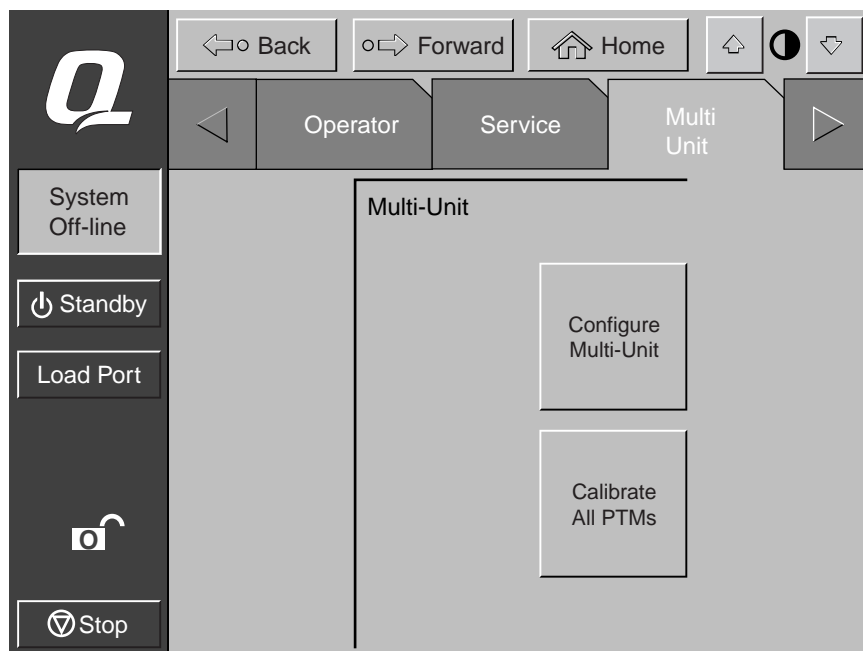 Q
Back
Forward
Home
Operator
Service
Multi
Unit
System
Off-line
Standby
Load Port
O
Stop
Multi-Unit
Configure
Multi-Unit
Calibrate
All PTMs